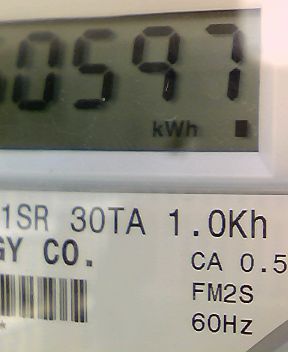 0597
kWh
1SR 30TA 1.0Kh
GY CO.
CA 0.5
FM2S
60Hz